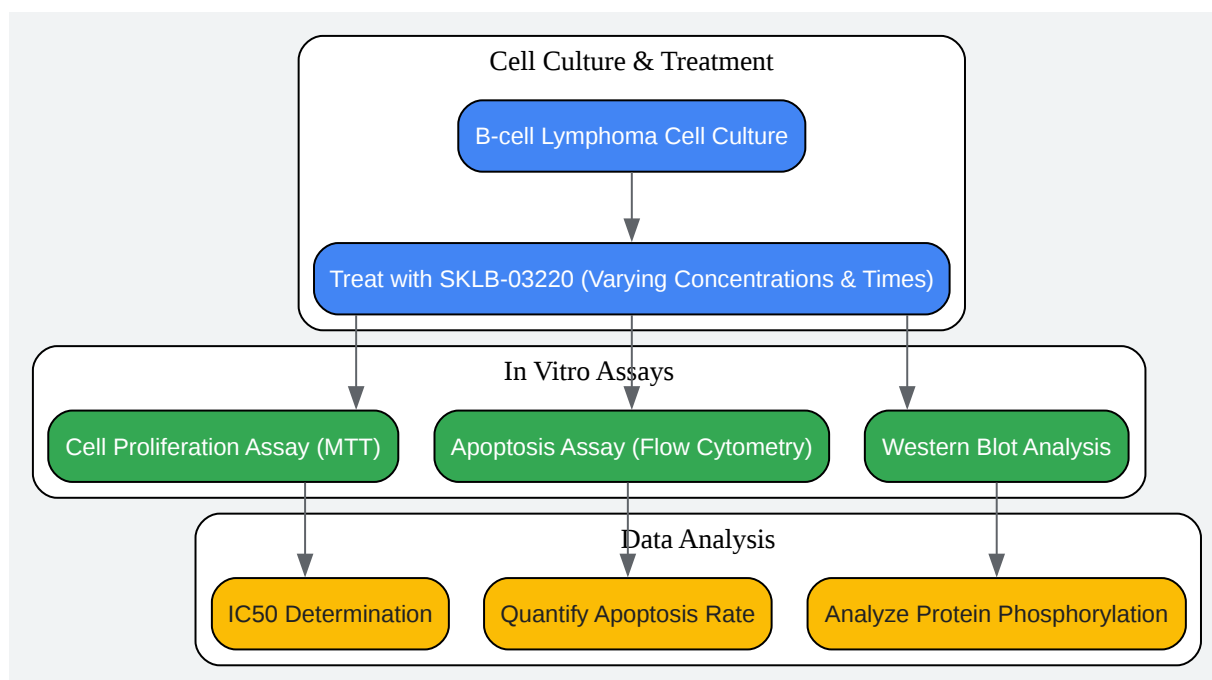 Cell Culture & Treatment
B-cell Lymphoma Cell Culture
Treat with SKLB-03220 (Varying Concentrations & Times)
In Vitro Assays
Cell Proliferation Assay (MTT)
Apoptosis Assay (Flow Cytometry)
Western Blot Analysis
Data Analysis
IC50 Determination
Quantify Apoptosis Rate
Analyze Protein Phosphorylation